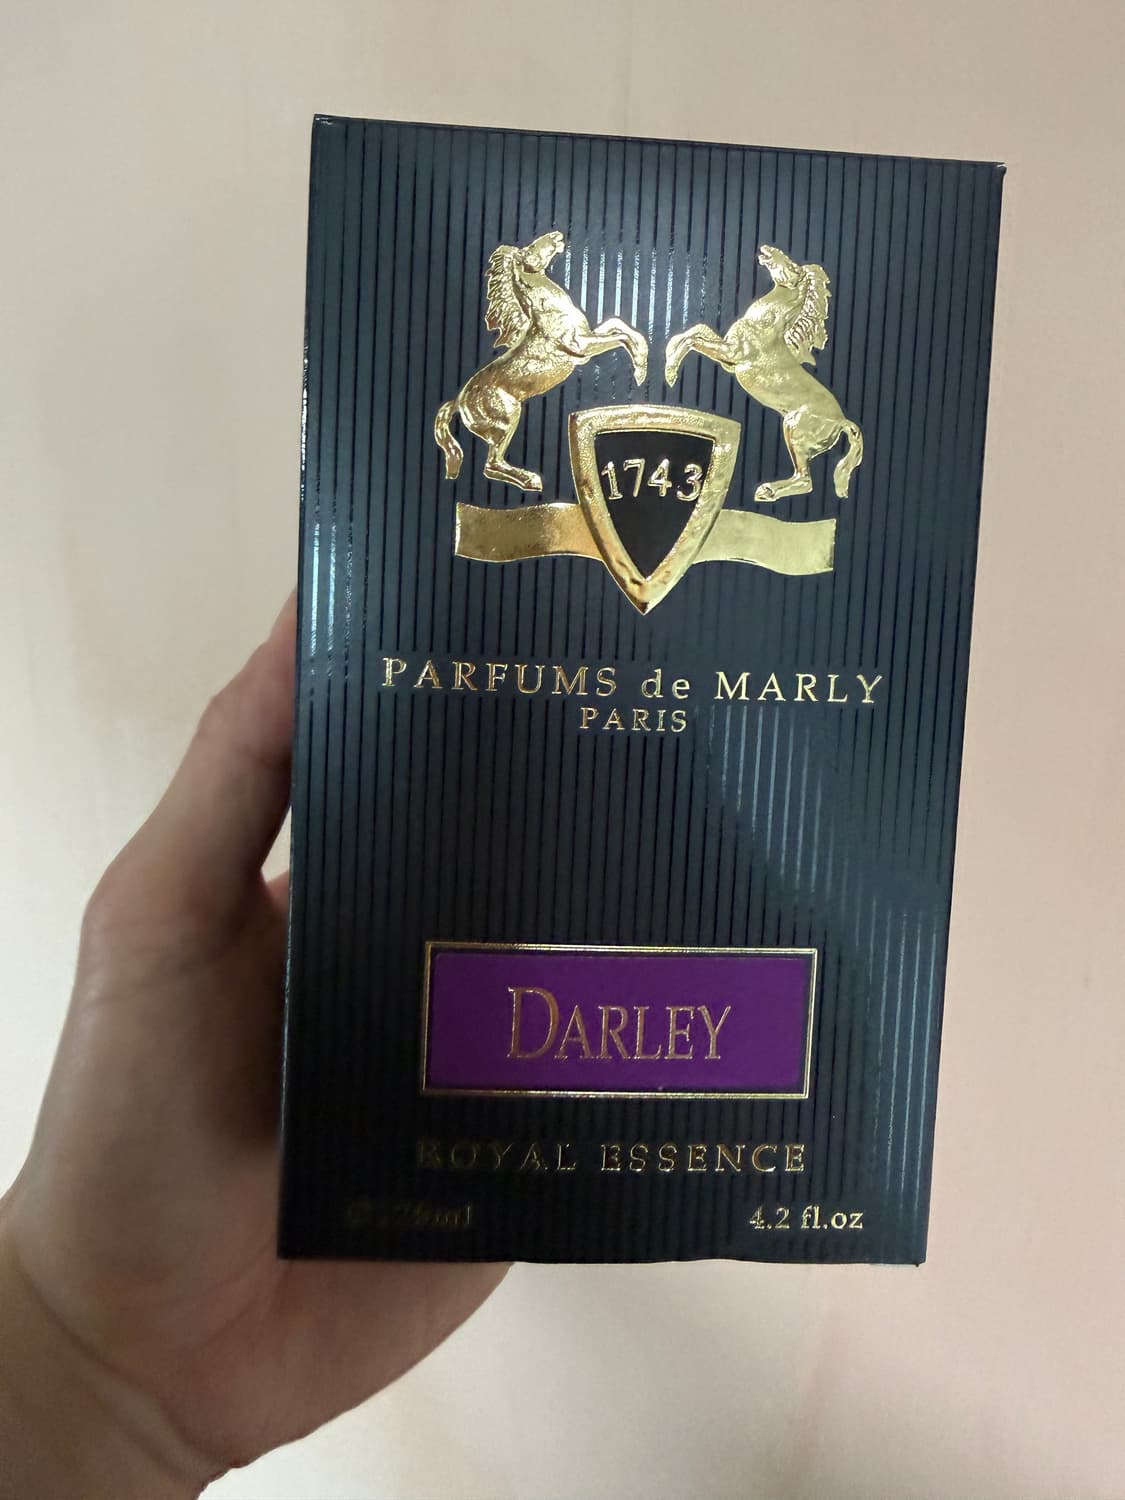 1743
PARFUMS de MARLY
PARIS
DARLEY
ROYAL ESSENCE
4.2 fl.oz